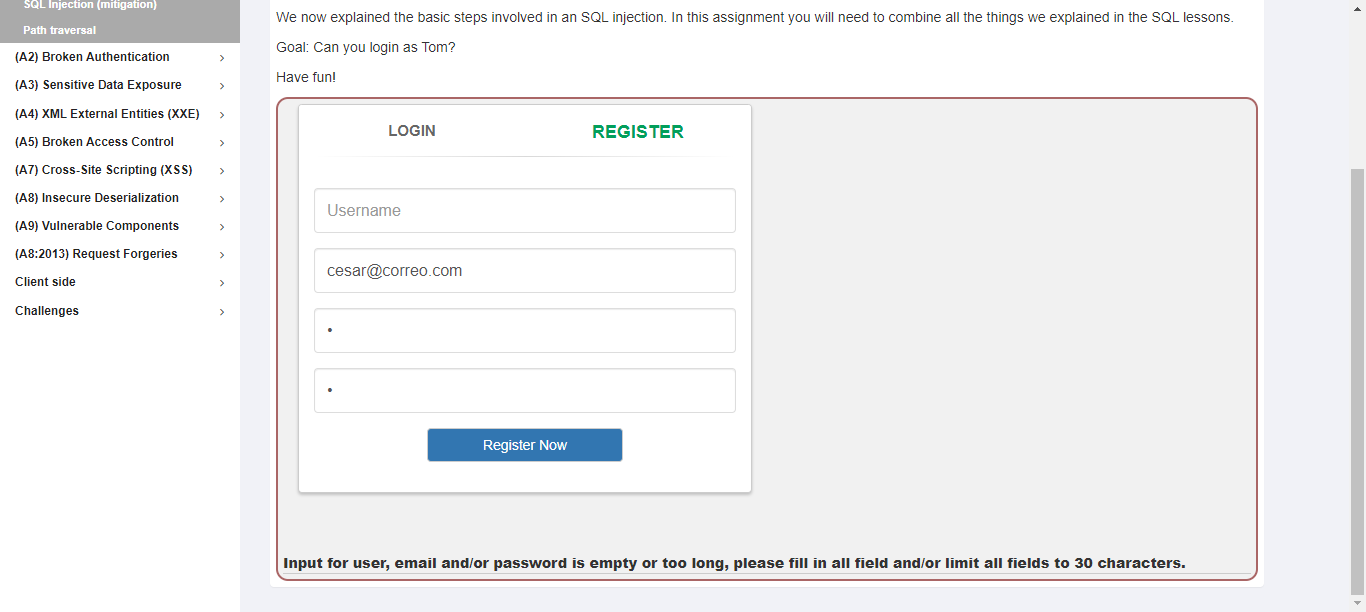 SQL Injection (mitigation)
Path traversal
(A2) Broken Authentication
(A3) Sensitive Data Exposure
(A4) XML External Entities (XXE)
(A5) Broken Access Control
(A7) Cross-Site Scripting (XSS)
(A8) Insecure Deserialization
(A9) Vulnerable Components
(A8:2013) Request Forgeries
Client side
Challenges
We now explained the basic steps involved in an SQL injection. In this assignment you will need to combine all the things we explained in the SQL lessons.
Goal: Can you login as Tom?
Have fun!
LOGIN REGISTER
Username
cesar@correo.com
•
•
Register Now
Input for user, email and/or password is empty or too long, please fill in all field and/or limit all fields to 30 characters.